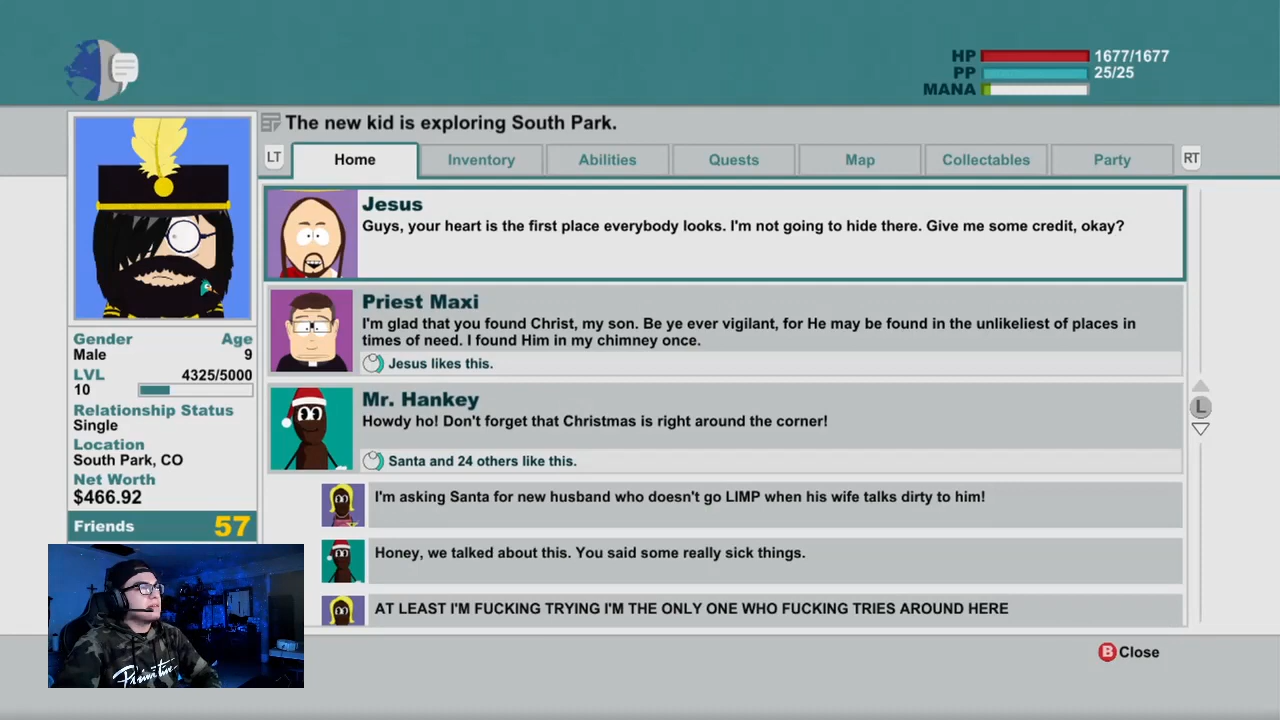 HP 1677/1677
PP 25/25
MANA
The new kid is exploring South Park.
LT Home Inventory Abilities Quests Map Collectables Party RT
Jesus
Guys, your heart is the first place everybody looks. I'm not going to hide there. Give me some credit, okay?
Priest Maxi
I'm glad that you found Christ, my son. Be ye ever vigilant, for He may be found in the unlikeliest of places in
times of need. I found Him in my chimney once.
Jesus likes this.
Gender Age
Male 9
LVL 4325/5000
10
Relationship Status
Single
Location
South Park, CO
Net Worth
$466.92
Friends 57
Mr. Hankey
Howdy ho! Don't forget that Christmas is right around the corner!
Santa and 24 others like this.
I'm asking Santa for new husband who doesn't go LIMP when his wife talks dirty to him!
Honey, we talked about this. You said some really sick things.
AT LEAST I'M FUCKING TRYING I'M THE ONLY ONE WHO FUCKING TRIES AROUND HERE
L
B Close
Primitive